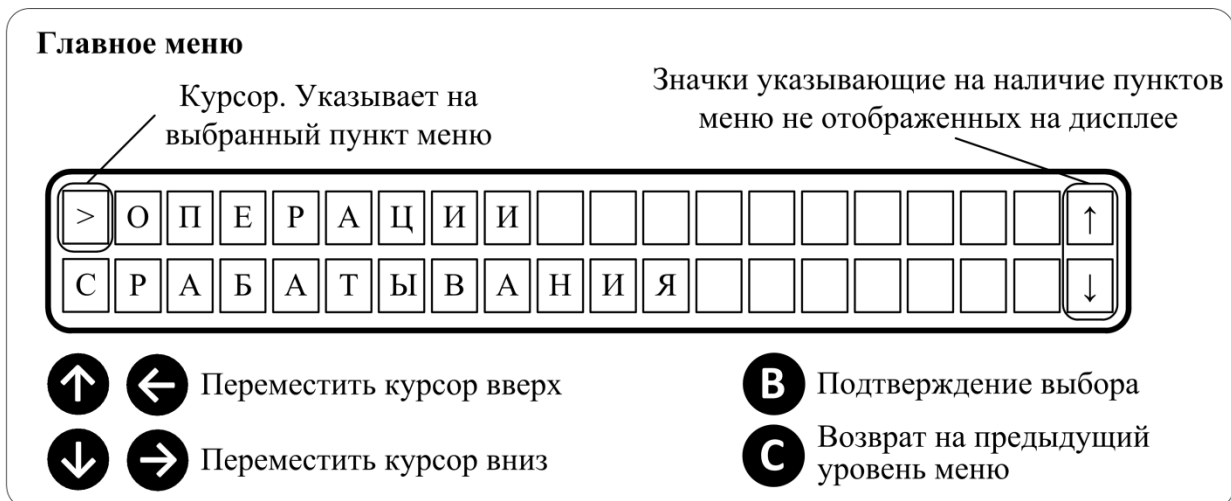 Главное меню
Курсор. Указывает на
выбранный пункт меню
Значки указывающие на наличие пунктов
меню не отображенных на дисплее
>ОПЕРАЦИИ ↑
СРАБАТЫВАНИЯ ↓
↑ ← Переместить курсор вверх
↓ → Переместить курсор вниз
В Подтверждение выбора
С Возврат на предыдущий
уровень меню